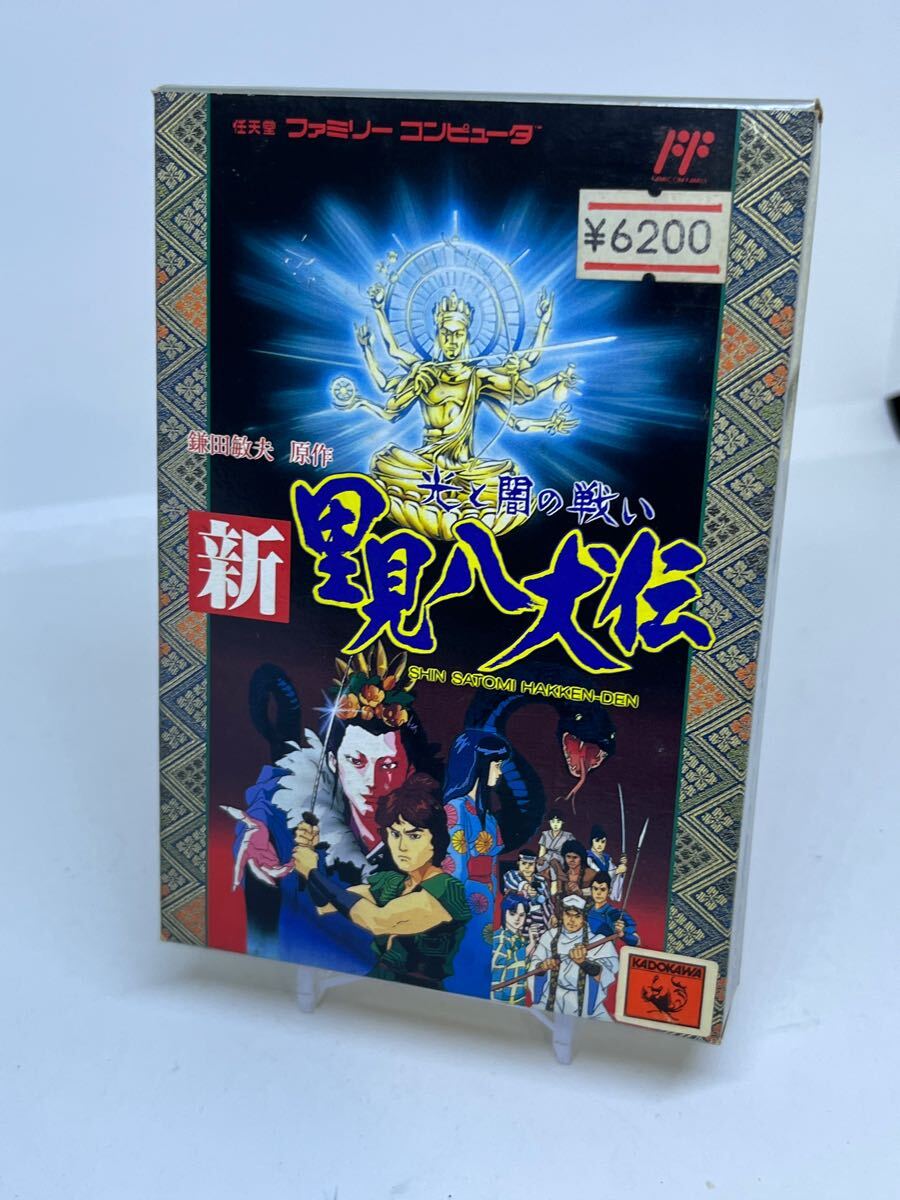 任天堂 ファミリー コンピュータ™
¥6200
鎌田敏夫 原作
光と闇の戦い
新 里見八犬伝
SHIN SATOMI HAKKEN-DEN
KADOKAWA